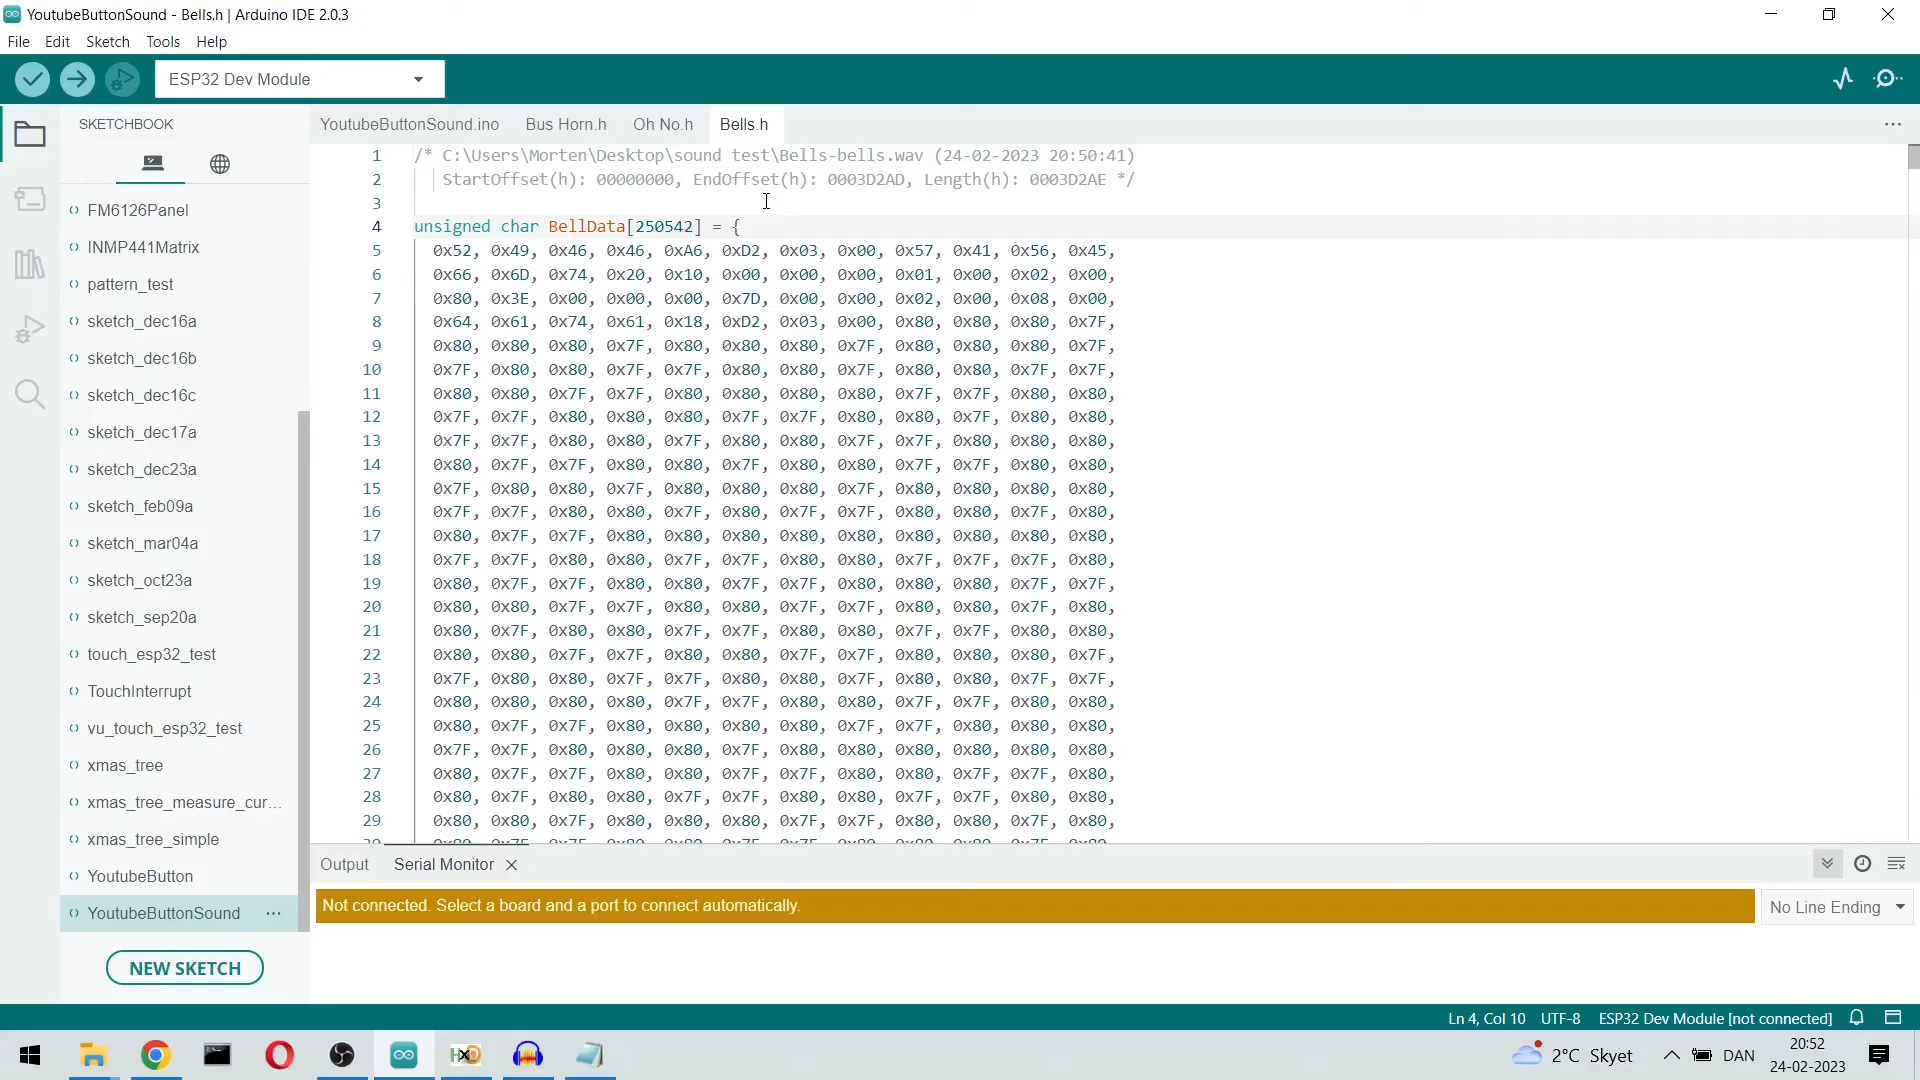 YoutubeButtonSound - Bells.h | Arduino IDE 2.0.3
File Edit Sketch Tools Help
ESP32 Dev Module
SKETCHBOOK
FM6126Panel
INMP441Matrix
pattern_test
sketch_dec16a
sketch_dec16b
sketch_dec16c
sketch_dec17a
sketch_dec23a
sketch_feb09a
sketch_mar04a
sketch_oct23a
sketch_sep20a
touch_esp32_test
TouchInterrupt
vu_touch_esp32_test
xmas_tree
xmas_tree_measure_cur...
xmas_tree_simple
YoutubeButton
YoutubeButtonSound ...
NEW SKETCH
YoutubeButtonSound.ino Bus Horn.h Oh No.h Bells.h ...
1 /* C:\Users\Morten\Desktop\sound test\Bells-bells.wav (24-02-2023 20:50:41)
2 StartOffset(h): 00000000, EndOffset(h): 0003D2AD, Length(h): 0003D2AE */
3
4 unsigned char BellData[250542] = {
5 0x52, 0x49, 0x46, 0x46, 0xA6, 0xD2, 0x03, 0x00, 0x57, 0x41, 0x56, 0x45,
6 0x66, 0x6D, 0x74, 0x20, 0x10, 0x00, 0x00, 0x00, 0x01, 0x00, 0x02, 0x00,
7 0x80, 0x3E, 0x00, 0x00, 0x00, 0x7D, 0x00, 0x00, 0x02, 0x00, 0x08, 0x00,
8 0x64, 0x61, 0x74, 0x61, 0x18, 0xD2, 0x03, 0x00, 0x80, 0x80, 0x80, 0x7F,
9 0x80, 0x80, 0x80, 0x7F, 0x80, 0x80, 0x80, 0x7F, 0x80, 0x80, 0x80, 0x7F,
10 0x7F, 0x80, 0x80, 0x7F, 0x7F, 0x80, 0x80, 0x7F, 0x80, 0x80, 0x7F, 0x7F,
11 0x80, 0x80, 0x7F, 0x7F, 0x80, 0x80, 0x80, 0x80, 0x7F, 0x7F, 0x80, 0x80,
12 0x7F, 0x7F, 0x80, 0x80, 0x80, 0x7F, 0x7F, 0x80, 0x80, 0x7F, 0x80, 0x80,
13 0x7F, 0x7F, 0x80, 0x80, 0x7F, 0x80, 0x80, 0x7F, 0x7F, 0x80, 0x80, 0x80,
14 0x80, 0x7F, 0x7F, 0x80, 0x80, 0x7F, 0x80, 0x80, 0x7F, 0x7F, 0x80, 0x80,
15 0x7F, 0x80, 0x80, 0x7F, 0x80, 0x80, 0x80, 0x7F, 0x80, 0x80, 0x80, 0x80,
16 0x7F, 0x7F, 0x80, 0x80, 0x7F, 0x80, 0x7F, 0x7F, 0x80, 0x80, 0x7F, 0x80,
17 0x80, 0x7F, 0x7F, 0x80, 0x80, 0x80, 0x80, 0x80, 0x80, 0x80, 0x80, 0x80,
18 0x7F, 0x7F, 0x80, 0x80, 0x7F, 0x7F, 0x80, 0x80, 0x7F, 0x7F, 0x7F, 0x80,
19 0x80, 0x7F, 0x7F, 0x80, 0x80, 0x7F, 0x7F, 0x80, 0x80, 0x80, 0x7F, 0x7F,
20 0x80, 0x80, 0x7F, 0x7F, 0x80, 0x80, 0x7F, 0x7F, 0x80, 0x80, 0x7F, 0x80,
21 0x80, 0x7F, 0x80, 0x80, 0x7F, 0x7F, 0x80, 0x80, 0x7F, 0x7F, 0x80, 0x80,
22 0x80, 0x80, 0x7F, 0x7F, 0x80, 0x80, 0x7F, 0x7F, 0x80, 0x80, 0x80, 0x7F,
23 0x7F, 0x80, 0x80, 0x7F, 0x7F, 0x80, 0x80, 0x7F, 0x80, 0x80, 0x7F, 0x7F,
24 0x80, 0x80, 0x80, 0x80, 0x7F, 0x7F, 0x80, 0x80, 0x7F, 0x7F, 0x80, 0x80,
25 0x80, 0x7F, 0x7F, 0x80, 0x80, 0x80, 0x80, 0x7F, 0x7F, 0x80, 0x80, 0x80,
26 0x7F, 0x7F, 0x80, 0x80, 0x80, 0x7F, 0x80, 0x80, 0x80, 0x80, 0x80, 0x80,
27 0x80, 0x7F, 0x7F, 0x80, 0x80, 0x7F, 0x7F, 0x80, 0x80, 0x7F, 0x7F, 0x80,
28 0x80, 0x7F, 0x80, 0x80, 0x7F, 0x7F, 0x80, 0x80, 0x7F, 0x7F, 0x80, 0x80,
29 0x80, 0x80, 0x7F, 0x80, 0x80, 0x80, 0x7F, 0x7F, 0x80, 0x80, 0x7F, 0x80,
Output Serial Monitor
Not connected. Select a board and a port to connect automatically.
No Line Ending
Ln 4, Col 10 UTF-8 ESP32 Dev Module [not connected]
2°C Skyet DAN 20:52
24-02-2023